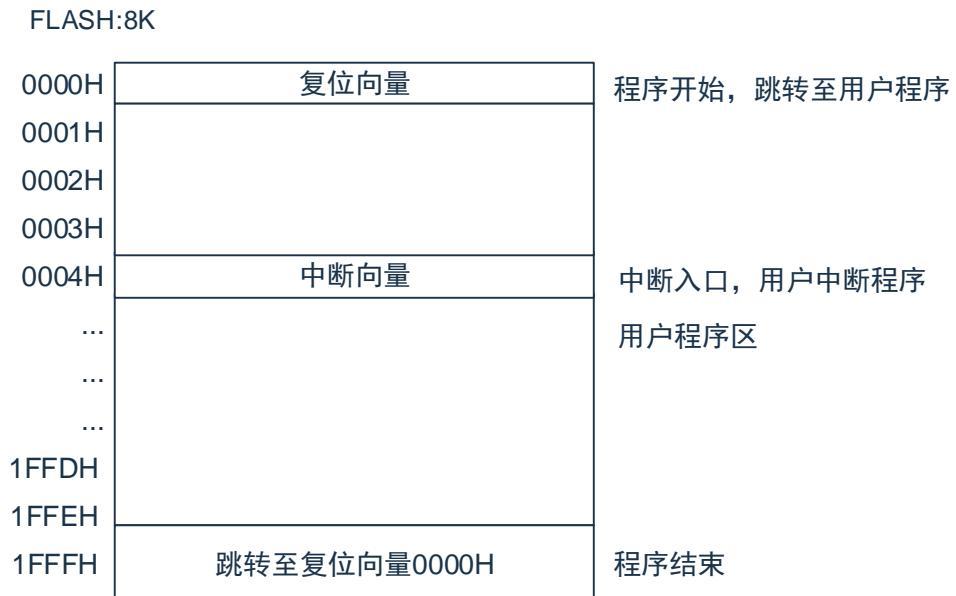 FLASH:8K
0000H 复位向量 程序开始，跳转至用户程序
0001H
0002H
0003H
0004H 中断向量 中断入口，用户中断程序
... 用户程序区
...
...
1FFDH
1FFEH
1FFFH 跳转至复位向量0000H 程序结束